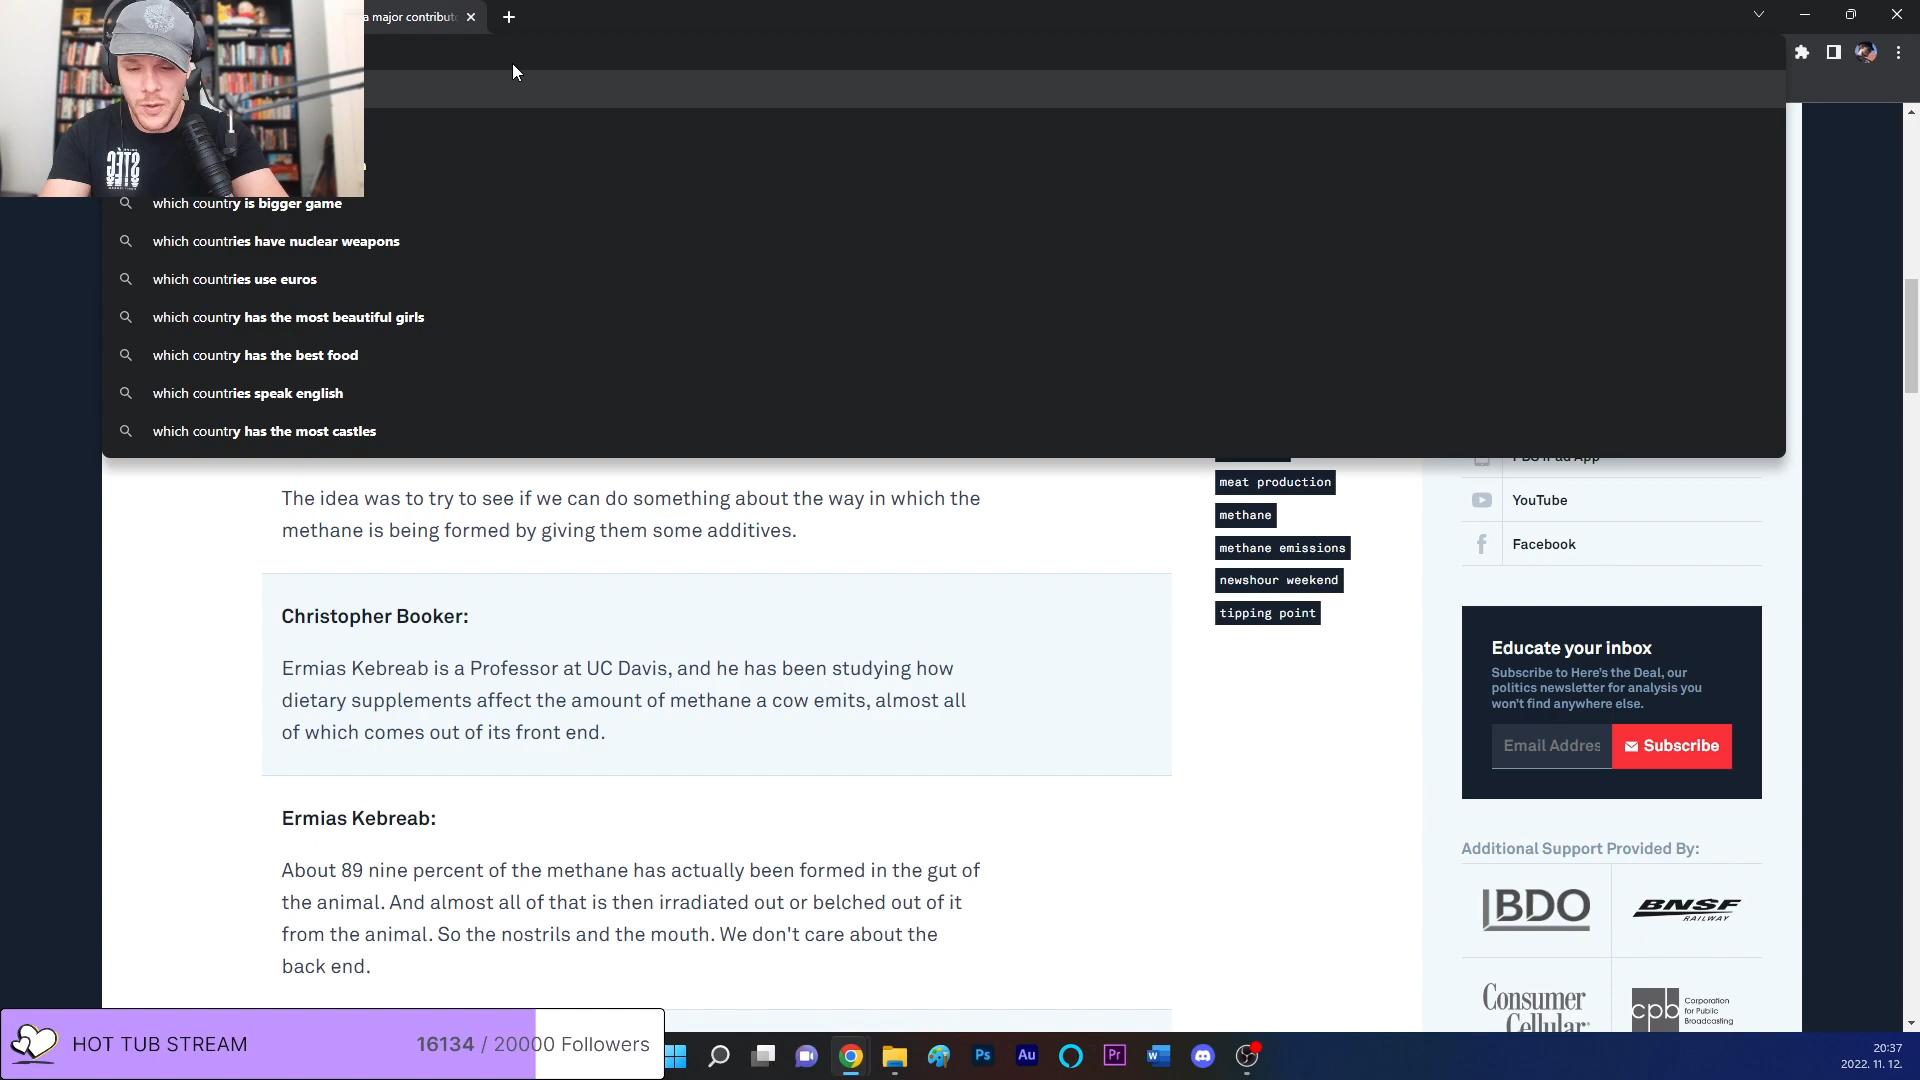 a major contribut
which country is bigger game
which countries have nuclear weapons
which countries use euros
which country has the most beautiful girls
which country has the best food
which countries speak english
which country has the most castles
The idea was to try to see if we can do something about the way in which the
methane is being formed by giving them some additives.
Christopher Booker:
Ermias Kebreab is a Professor at UC Davis, and he has been studying how
dietary supplements affect the amount of methane a cow emits, almost all
of which comes out of its front end.
Ermias Kebreab:
About 89 nine percent of the methane has actually been formed in the gut of
the animal. And almost all of that is then irradiated out or belched out of it
from the animal. So the nostrils and the mouth. We don't care about the
back end.
meat production
methane
methane emissions
newshour weekend
tipping point
PBS iPad App
YouTube
Facebook
Educate your inbox
Subscribe to Here's the Deal, our
politics newsletter for analysis you
won't find anywhere else.
Email Addres
Subscribe
Additional Support Provided By:
BDO
BNSF
RAILWAY
Consumer
Cellular
cpb
Corporation
for Public
Broadcasting
HOT TUB STREAM
16134 / 20000 Followers
Ps
Au
Pr
W
20:37
2022. 11. 12.